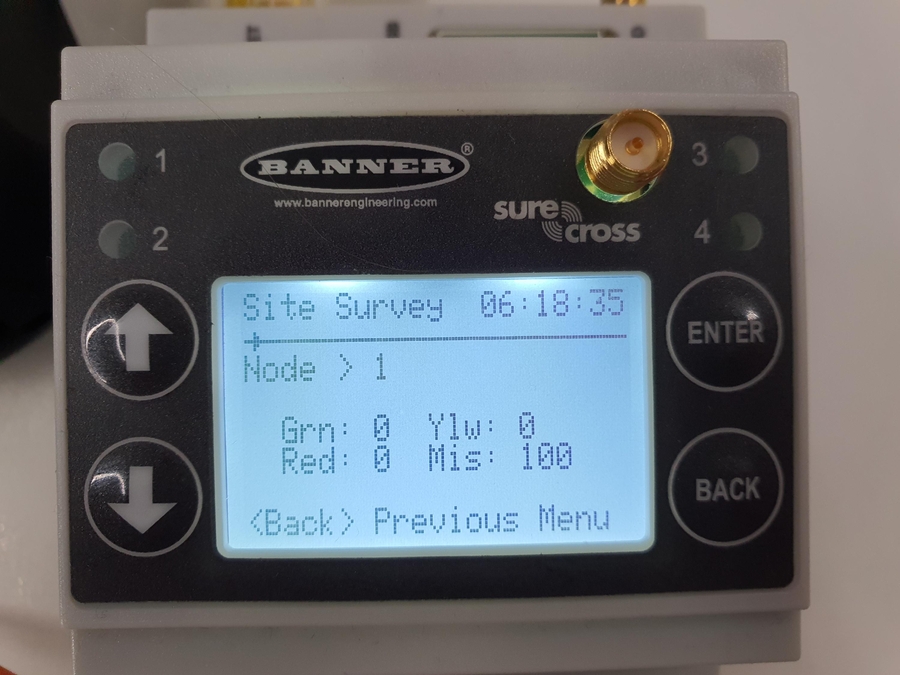 1
BANNER®
3
www.bannerengineering.com
2
sure cross
4
Site Survey 06:18:35
ENTER
Node > 1
Grn: 0 Ylw: 0
Red: 0 Mis: 100
BACK
<Back> Previous Menu